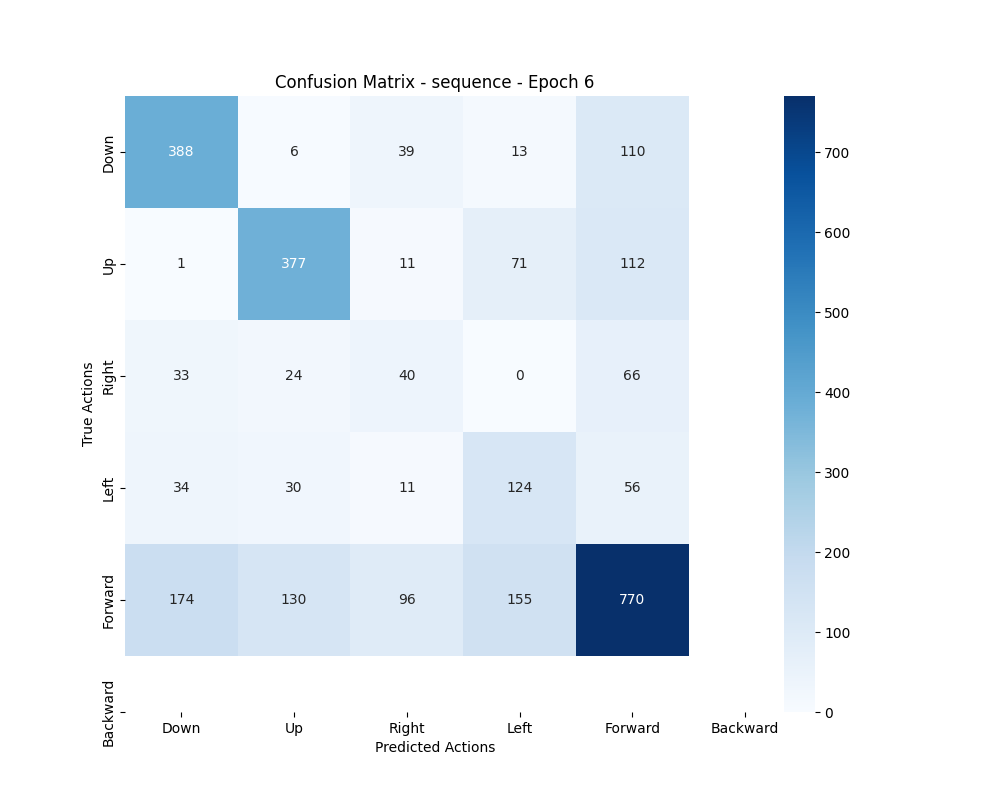 Confusion Matrix - sequence - Epoch 6
True Actions
Down 388 6 39 13 110
Up 1 377 11 71 112
Right 33 24 40 0 66
Left 34 30 11 124 56
Forward 174 130 96 155 770
Backward
Down Up Right Left Forward Backward
Predicted Actions
700
600
500
400
300
200
100
0